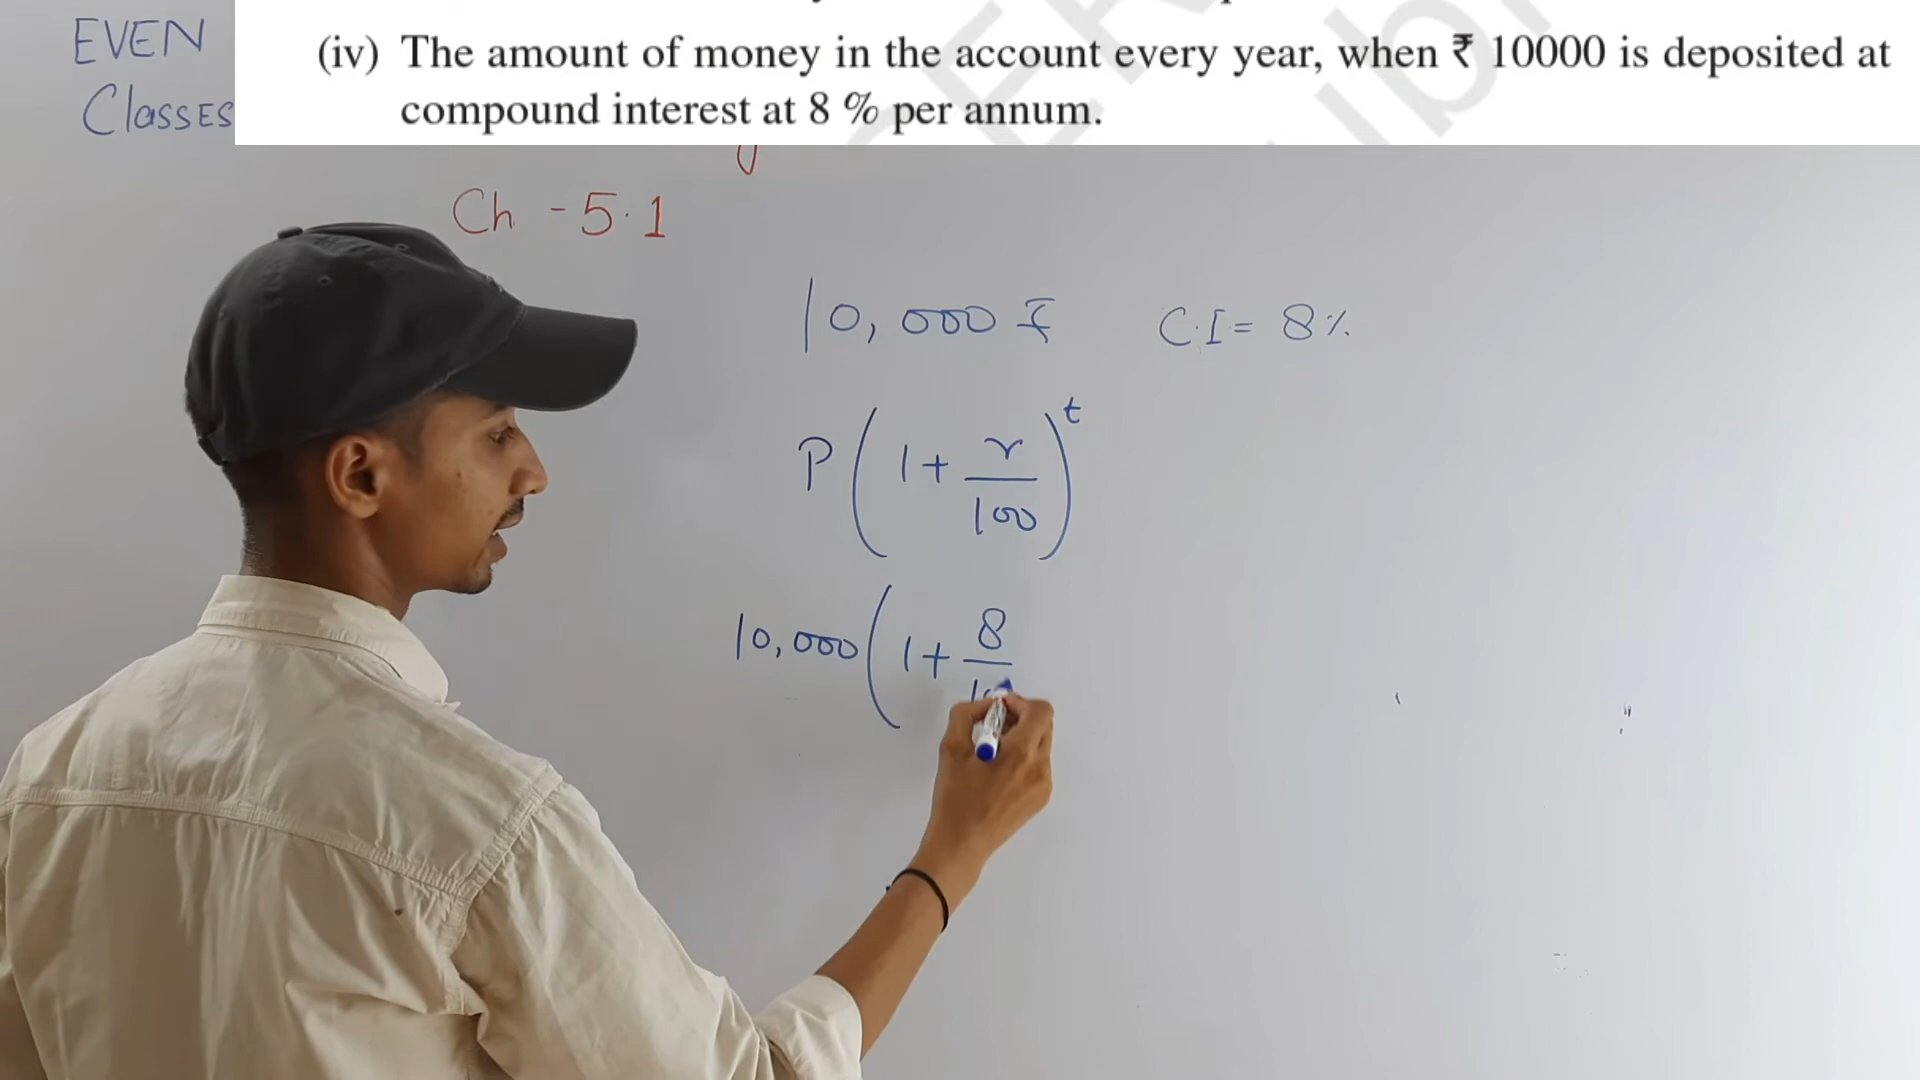 EVEN
Classes
(iv) The amount of money in the account every year, when ₹ 10000 is deposited at
compound interest at 8 % per annum.
Ch - 5.1
10,000 ₹ C.I = 8%
P(1+r/100)^t
10,000(1+8/